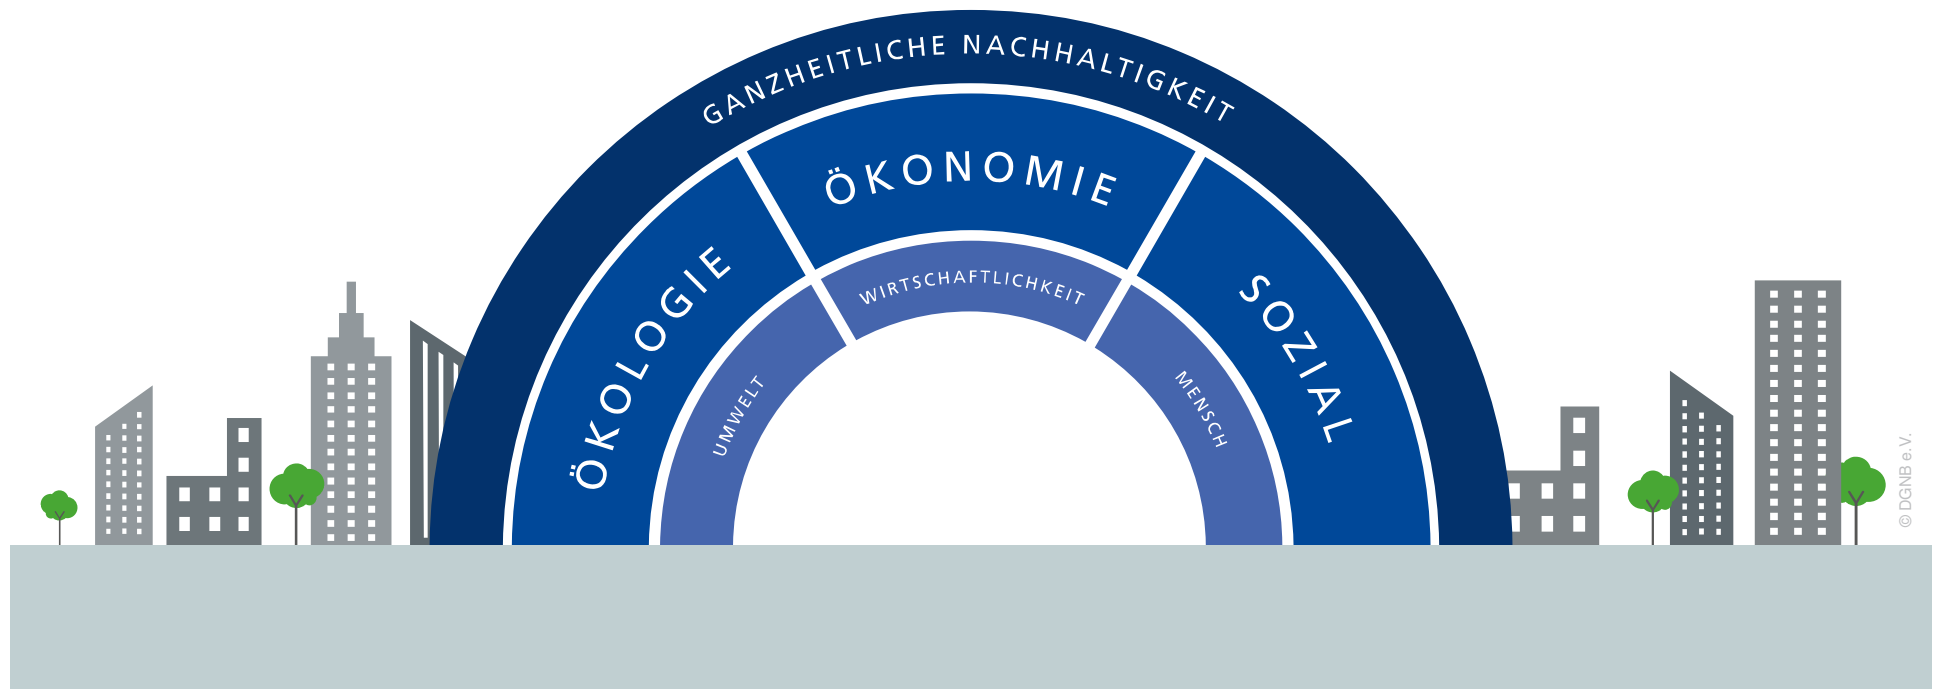 GANZHEITLICHE NACHHALTIGKEIT
ÖKOLOGIE
ÖKONOMIE
SOZIAL
UMWELT
WIRTSCHAFTLICHKEIT
MENSCH
© DGNB e.V.